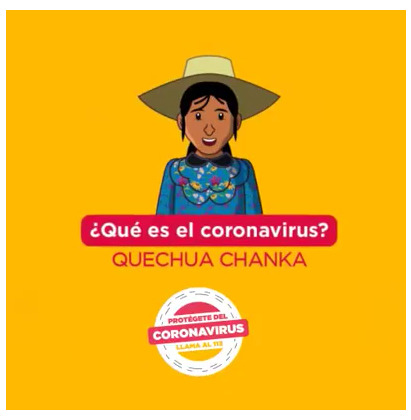 ¿Qué es el coronavirus?
QUECHUA CHANKA
PROTÉGETE DEL
CORONAVIRUS
LLAMA AL 113